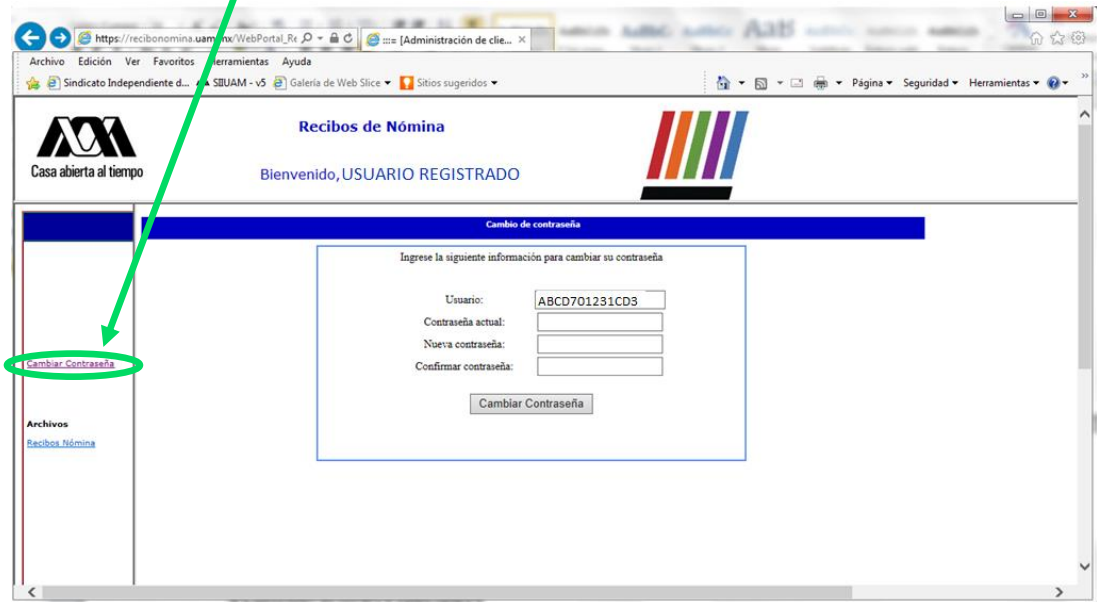 https://recibonomina.uam.mx/WebPortal_Re
:::= [Administración de clie... ×
Archivo Edición Ver Favoritos Herramientas Ayuda
Sindicato Independiente d... SIIUAM - v5 Galería de Web Slice Sitios sugeridos Página Seguridad Herramientas
Casa abierta al tiempo
Recibos de Nómina
Bienvenido, USUARIO REGISTRADO
Cambio de contraseña
Ingrese la siguiente información para cambiar su contraseña
Usuario: ABCD701231CD3
Contraseña actual:
Nueva contraseña:
Confirmar contraseña:
Cambiar Contraseña
Cambiar Contraseña
Archivos
Recibos Nómina